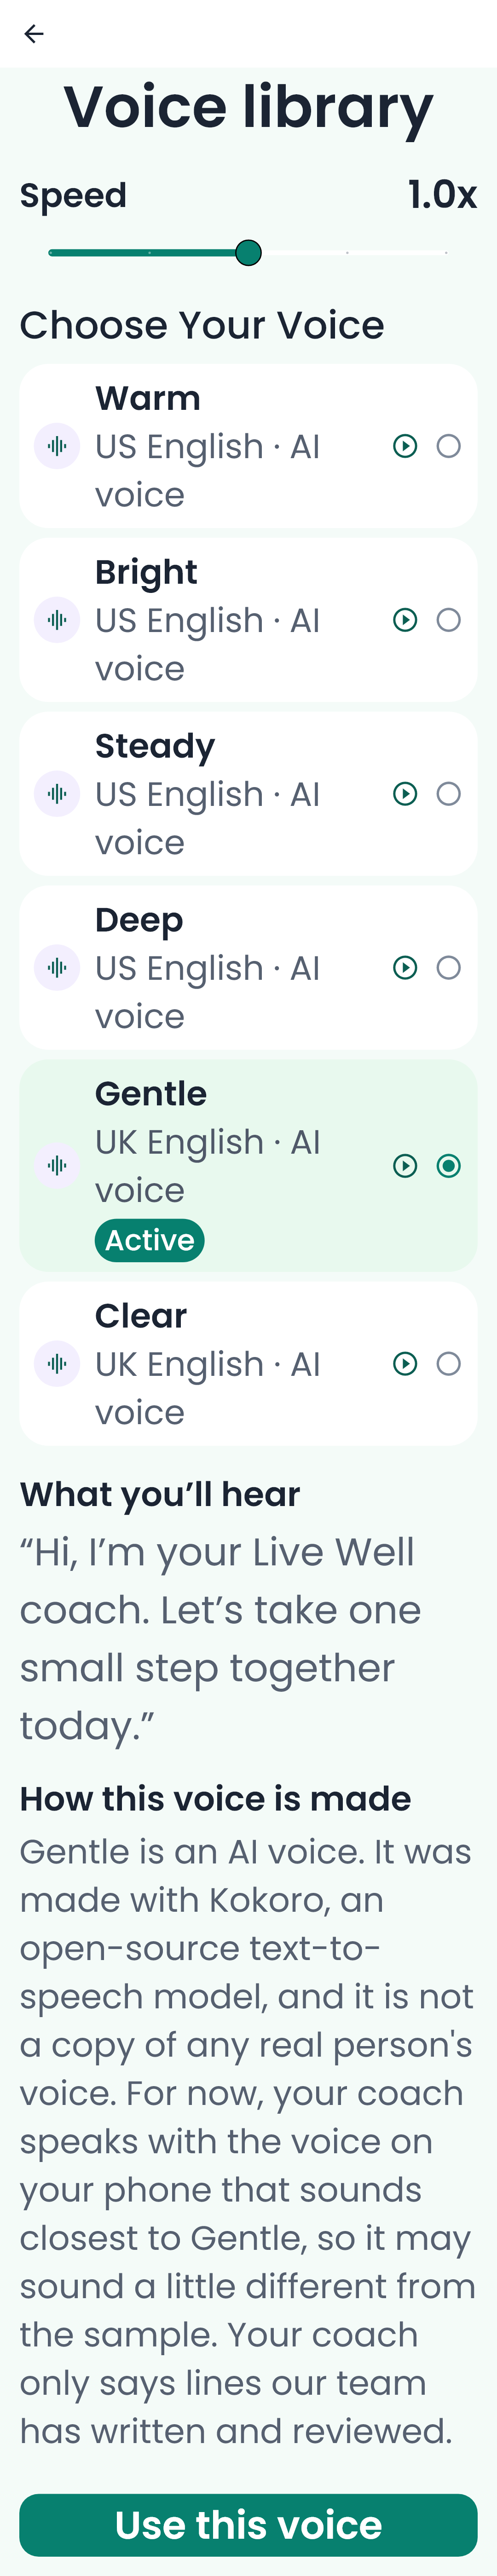 Voice library
Speed 1.0x
Choose Your Voice
Warm
US English · AI
voice
Bright
US English · AI
voice
Steady
US English · AI
voice
Deep
US English · AI
voice
Gentle
UK English · AI
voice
Active
Clear
UK English · AI
voice
What you’ll hear
“Hi, I’m your Live Well
coach. Let’s take one
small step together
today.”
How this voice is made
Gentle is an AI voice. It was
made with Kokoro, an
open-source text-to-
speech model, and it is not
a copy of any real person's
voice. For now, your coach
speaks with the voice on
your phone that sounds
closest to Gentle, so it may
sound a little different from
the sample. Your coach
only says lines our team
has written and reviewed.
Use this voice